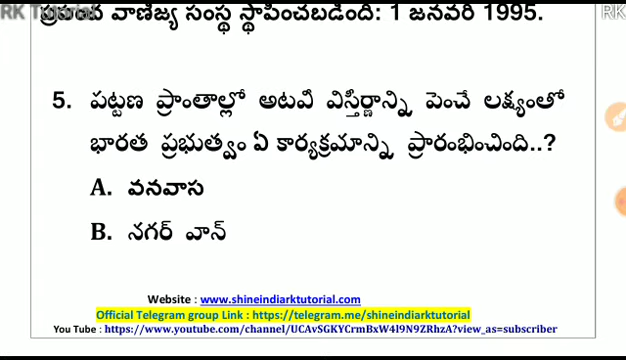 RK Tutorial
ప్రపంచ వాణిజ్య సంస్థ స్థాపించబడింది: 1 జనవరి 1995.
RK
5. పట్టణ ప్రాంతాల్లో అటవీ విస్తీర్ణాన్ని పెంచే లక్ష్యంతో
భారత ప్రభుత్వం ఏ కార్యక్రమాన్ని ప్రారంభించింది..?
A. వనవాస
B. నగర్ వాన్
Website : www.shineindiarktutorial.com
Official Telegram group Link : https://telegram.me/shineindiarktutorial
You Tube : https://www.youtube.com/channel/UCAvSGKYCrmBxW4I9N9ZRhzA?view_as=subscriber